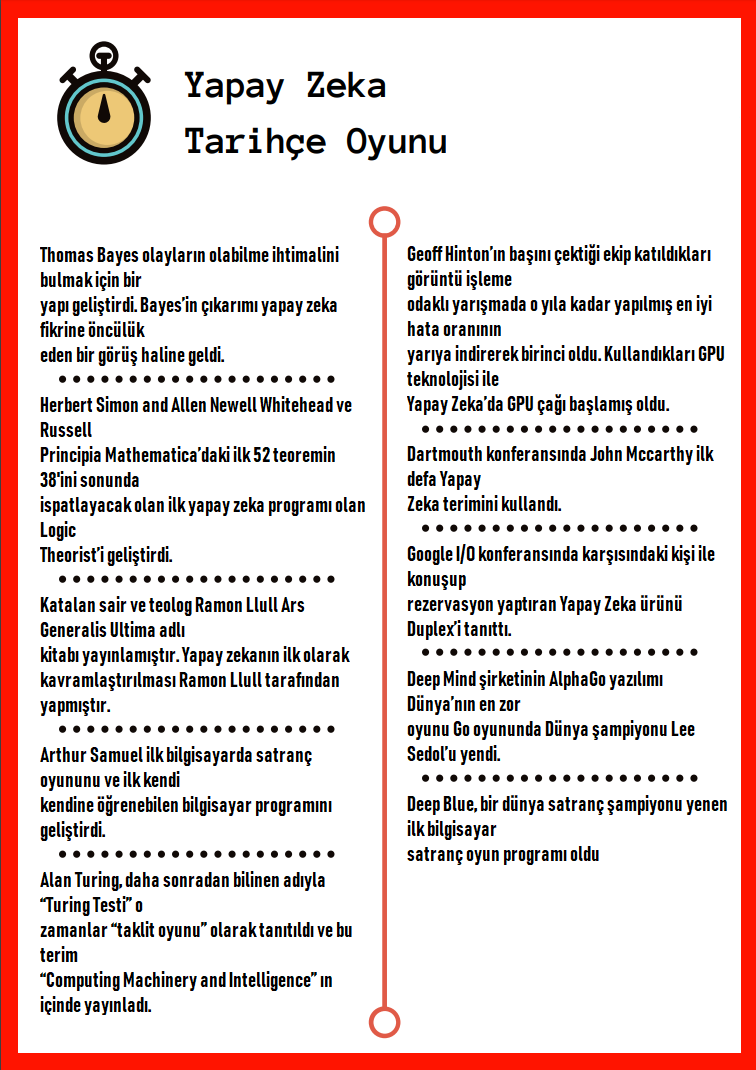 Yapay Zeka
Tarihçe Oyunu
Thomas Bayes olayların olabilme ihtimalini
bulmak için bir
yapı geliştirdi. Bayes’in çıkarımı yapay zeka
fikrine öncülük
eden bir görüş haline geldi.
Herbert Simon and Allen Newell Whitehead ve
Russell
Principia Mathematica’daki ilk 52 teoremin
38'ini sonunda
ispatlayacak olan ilk yapay zeka programı olan
Logic
Theorist’i geliştirdi.
Katalan sair ve teolog Ramon Llull Ars
Generalis Ultima adlı
kitabı yayınlamıştır. Yapay zekanın ilk olarak
kavramlaştırılması Ramon Llull tarafından
yapmıştır.
Arthur Samuel ilk bilgisayarda satranç
oyununu ve ilk kendi
kendine öğrenebilen bilgisayar programını
geliştirdi.
Alan Turing, daha sonradan bilinen adıyla
“Turing Testi” o
zamanlar “taklit oyunu” olarak tanıtıldı ve bu
terim
“Computing Machinery and Intelligence” ın
içinde yayınladı.
Geoff Hinton’ın başını çektiği ekip katıldıkları
görüntü işleme
odaklı yarışmada o yıla kadar yapılmış en iyi
hata oranının
yarıya indirerek birinci oldu. Kullandıkları GPU
teknolojisi ile
Yapay Zeka’da GPU çağı başlamış oldu.
Dartmouth konferansında John Mccarthy ilk
defa Yapay
Zeka terimini kullandı.
Google I/O konferansında karşısındaki kişi ile
konuşup
rezervasyon yaptıran Yapay Zeka ürünü
Duplex’i tanıttı.
Deep Mind şirketinin AlphaGo yazılımı
Dünya’nın en zor
oyunu Go oyununda Dünya şampiyonu Lee
Sedol’u yendi.
Deep Blue, bir dünya satranç şampiyonu yenen
ilk bilgisayar
satranç oyun programı oldu